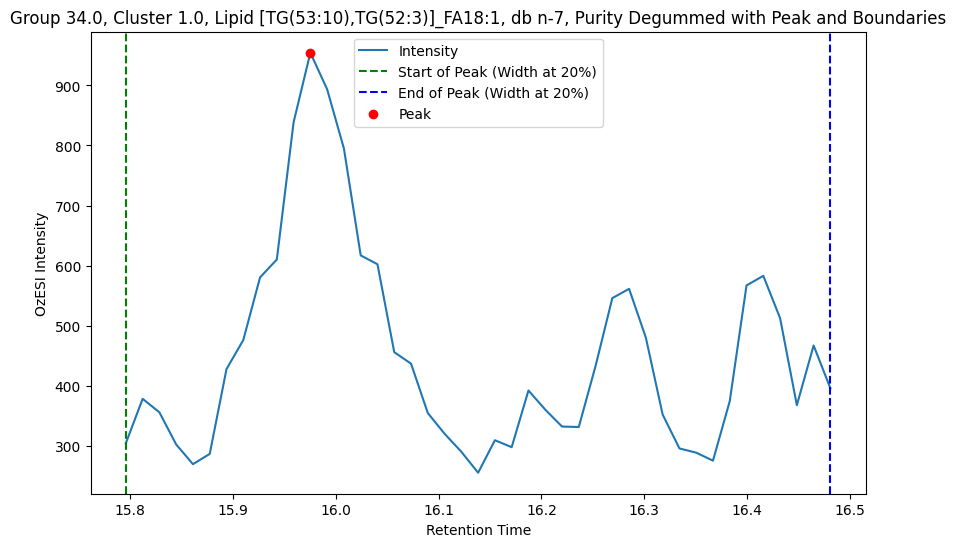 Group 34.0, Cluster 1.0, Lipid [TG(53:10),TG(52:3)]_FA18:1, db n-7, Purity Degummed with Peak and Boundaries
Intensity
Start of Peak (Width at 20%)
End of Peak (Width at 20%)
Peak
OzESI Intensity
900
800
700
600
500
400
300
15.8
15.9
16.0
16.1
16.2
16.3
16.4
16.5
Retention Time